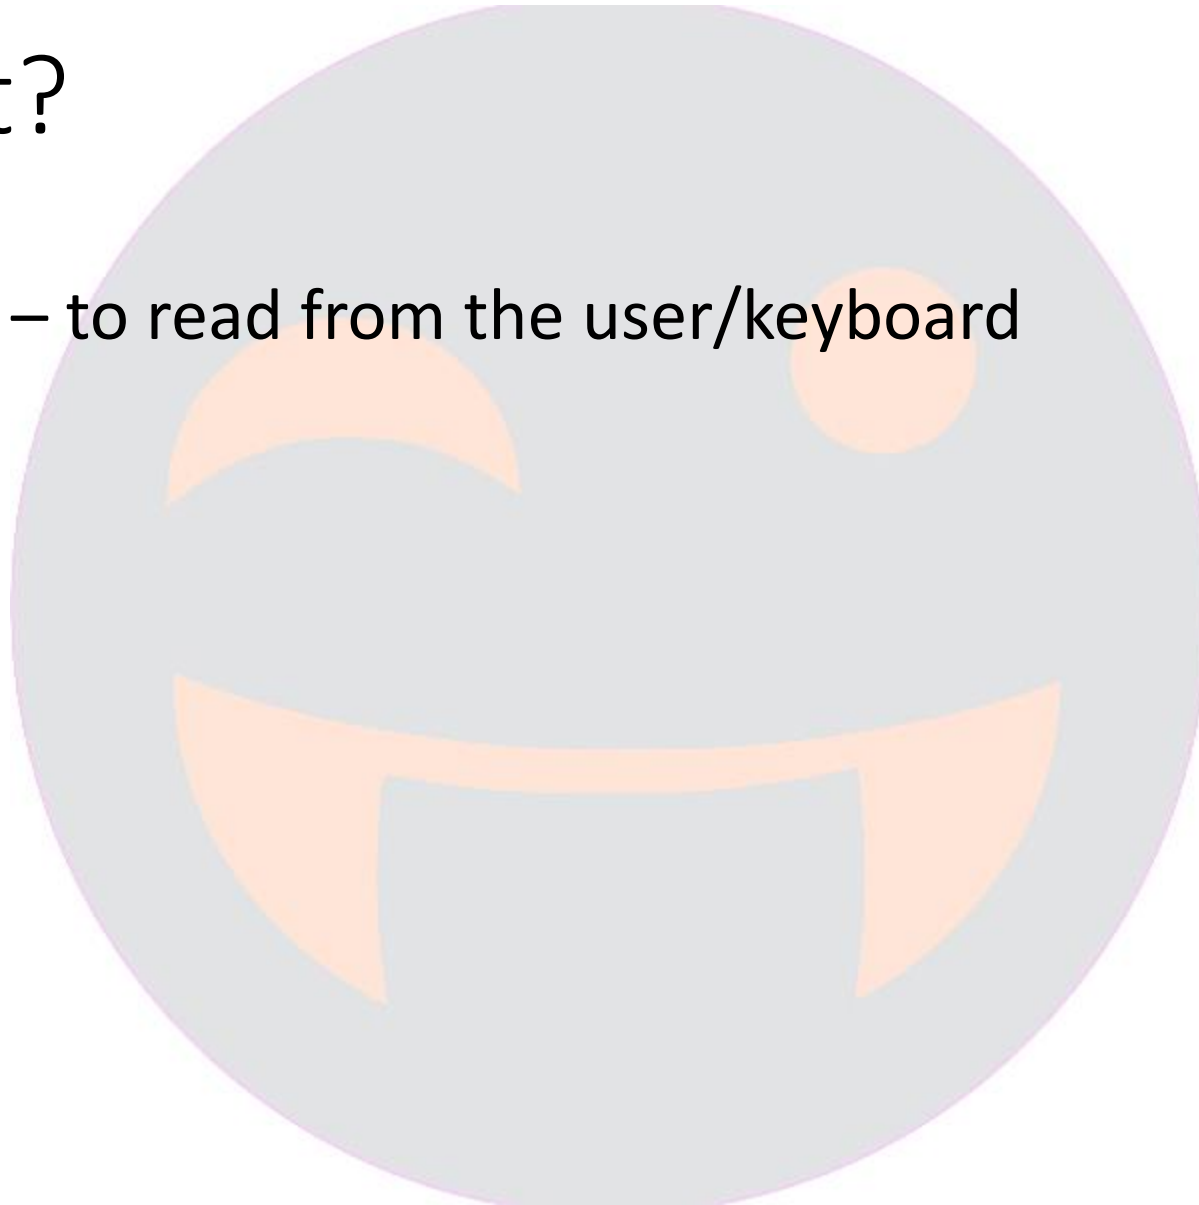 t?
– to read from the user/keyboard